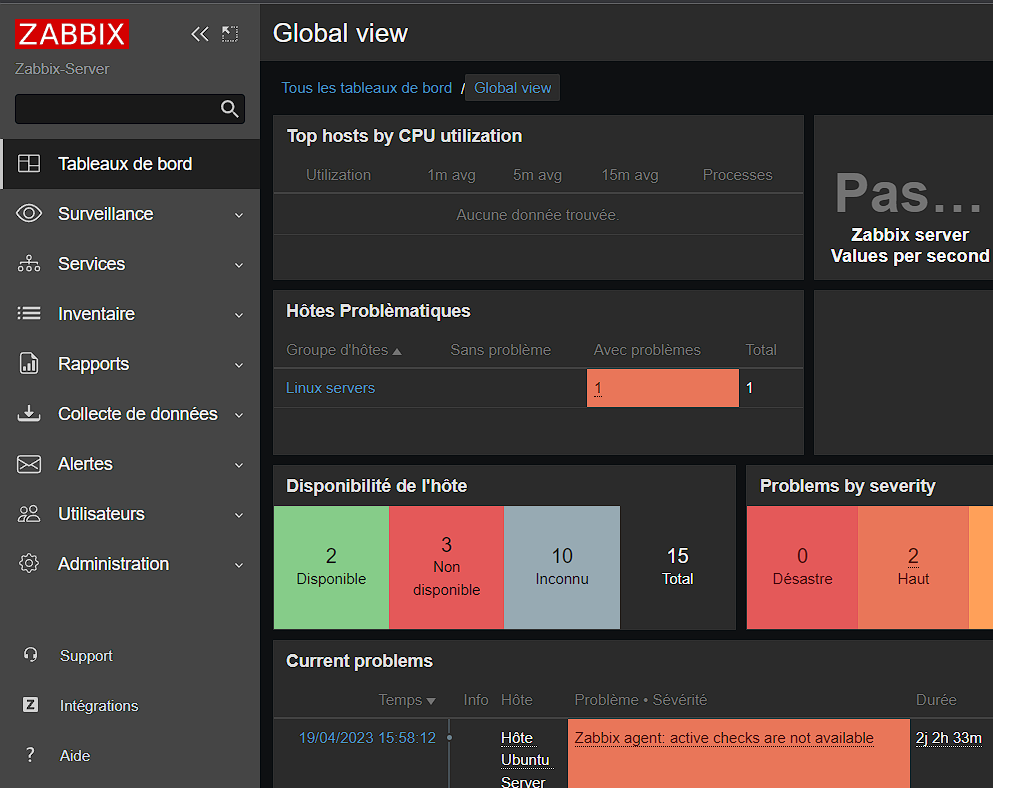 ZABBIX
Zabbix-Server
Tableaux de bord
Surveillance
Services
Inventaire
Rapports
Collecte de données
Alertes
Utilisateurs
Administration
Support
Z
Intégrations
?
Aide
Global view
Tous les tableaux de bord / Global view
Top hosts by CPU utilization
Utilization 1m avg 5m avg 15m avg Processes
Aucune donnée trouvée.
Pas...
Zabbix server
Values per second
Hôtes Problèmatiques
Groupe d'hôtes Sans problème Avec problèmes Total
Linux servers 1 1
Disponibilité de l'hôte
2
Disponible
3
Non
disponible
10
Inconnu
15
Total
Problems by severity
0
Désastre
2
Haut
Current problems
Temps Info Hôte Problème • Sévérité Durée
19/04/2023 15:58:12 Hôte Zabbix agent: active checks are not available 2j 2h 33m
Ubuntu
Server